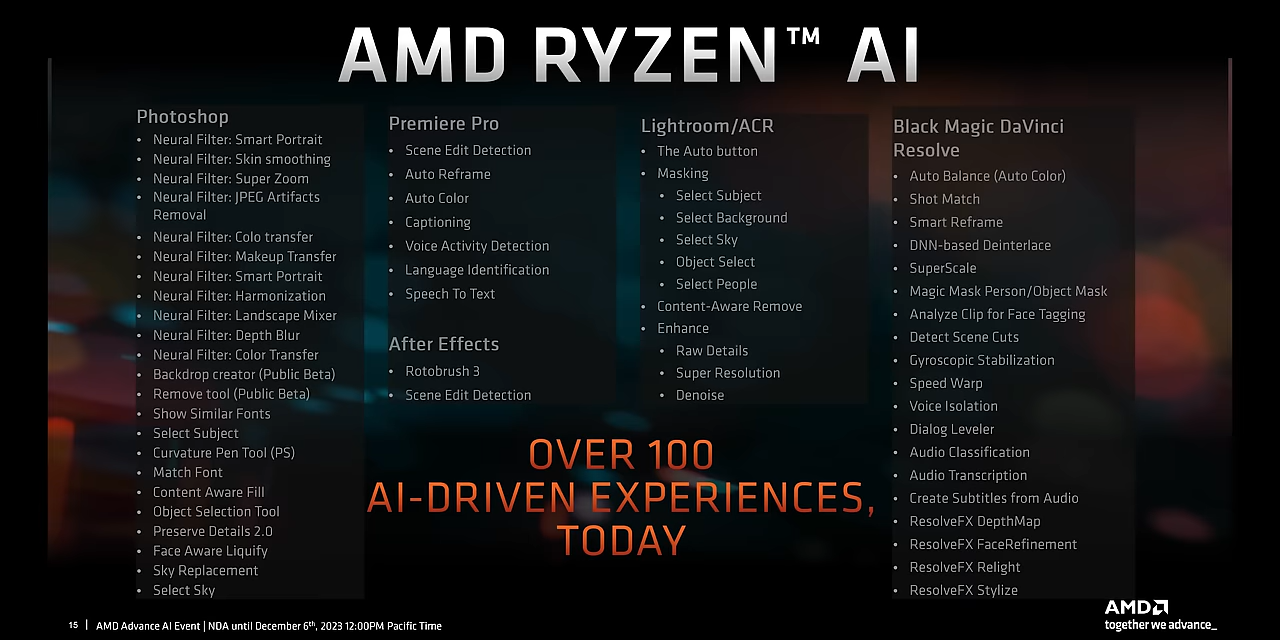 AMD RYZEN™ AI
Photoshop
• Neural Filter: Smart Portrait
• Neural Filter: Skin smoothing
• Neural Filter: Super Zoom
• Neural Filter: JPEG Artifacts
Removal
• Neural Filter: Colo transfer
• Neural Filter: Makeup Transfer
• Neural Filter: Smart Portrait
• Neural Filter: Harmonization
• Neural Filter: Landscape Mixer
• Neural Filter: Depth Blur
• Neural Filter: Color Transfer
• Backdrop creator (Public Beta)
• Remove tool (Public Beta)
• Show Similar Fonts
• Select Subject
• Curvature Pen Tool (PS)
• Match Font
• Content Aware Fill
• Object Selection Tool
• Preserve Details 2.0
• Face Aware Liquify
• Sky Replacement
• Select Sky
Premiere Pro
• Scene Edit Detection
• Auto Reframe
• Auto Color
• Captioning
• Voice Activity Detection
• Language Identification
• Speech To Text
After Effects
• Rotobrush 3
• Scene Edit Detection
Lightroom/ACR
• The Auto button
• Masking
• Select Subject
• Select Background
• Select Sky
• Object Select
• Select People
• Content-Aware Remove
• Enhance
• Raw Details
• Super Resolution
• Denoise
Black Magic DaVinci
Resolve
• Auto Balance (Auto Color)
• Shot Match
• Smart Reframe
• DNN-based Deinterlace
• SuperScale
• Magic Mask Person/Object Mask
• Analyze Clip for Face Tagging
• Detect Scene Cuts
• Gyroscopic Stabilization
• Speed Warp
• Voice Isolation
• Dialog Leveler
• Audio Classification
• Audio Transcription
• Create Subtitles from Audio
• ResolveFX DepthMap
• ResolveFX FaceRefinement
• ResolveFX Relight
• ResolveFX Stylize
OVER 100
AI-DRIVEN EXPERIENCES,
TODAY
15 | AMD Advance AI Event | NDA until December 6th, 2023 12:00PM Pacific Time
AMD
together we advance_